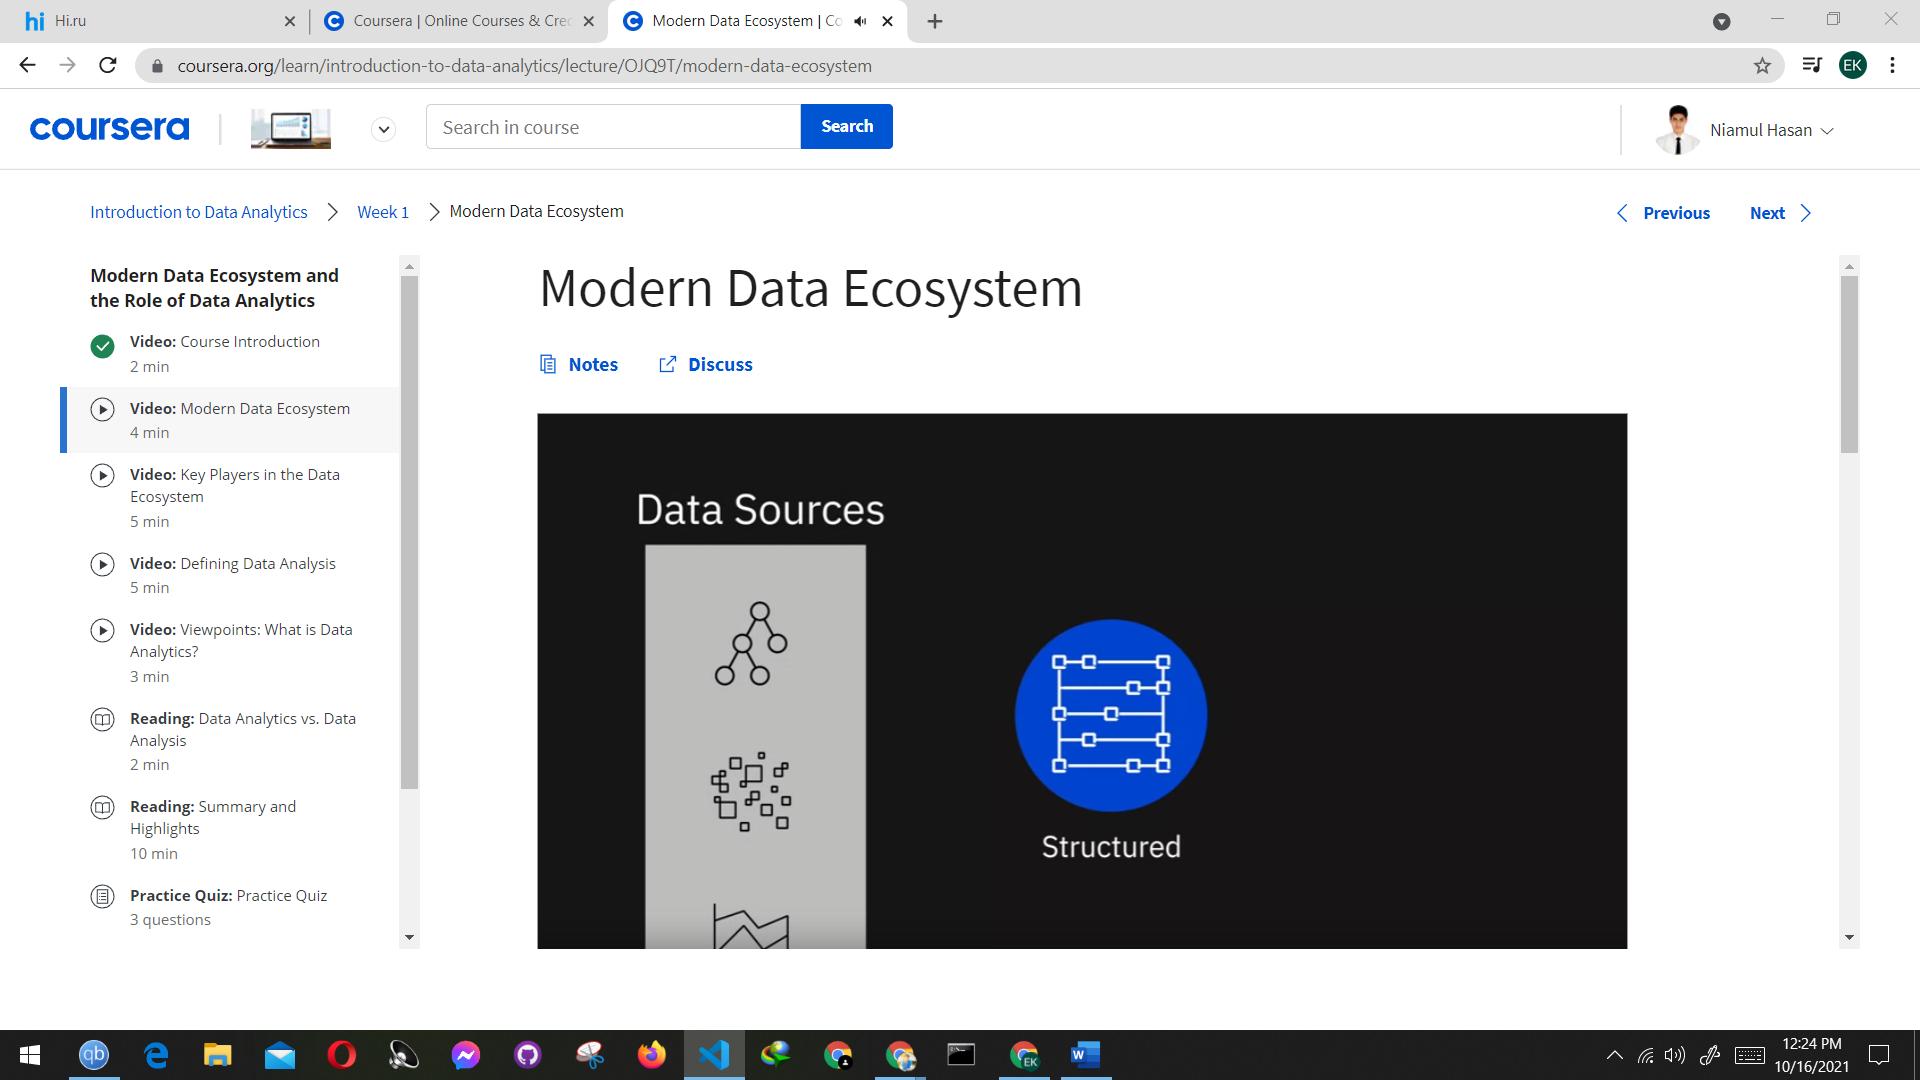 hi Hi.ru
Coursera | Online Courses & Cred
Modern Data Ecosystem | Co
coursera.org/learn/introduction-to-data-analytics/lecture/OJQ9T/modern-data-ecosystem
EK
coursera
Search in course
Search
Niamul Hasan
Introduction to Data Analytics
Week 1
Modern Data Ecosystem
Previous
Next
Modern Data Ecosystem and
the Role of Data Analytics
Video: Course Introduction
2 min
Video: Modern Data Ecosystem
4 min
Video: Key Players in the Data
Ecosystem
5 min
Video: Defining Data Analysis
5 min
Video: Viewpoints: What is Data
Analytics?
3 min
Reading: Data Analytics vs. Data
Analysis
2 min
Reading: Summary and
Highlights
10 min
Practice Quiz: Practice Quiz
3 questions
Modern Data Ecosystem
Notes
Discuss
Data Sources
Structured
qb
EK
W
12:24 PM
10/16/2021